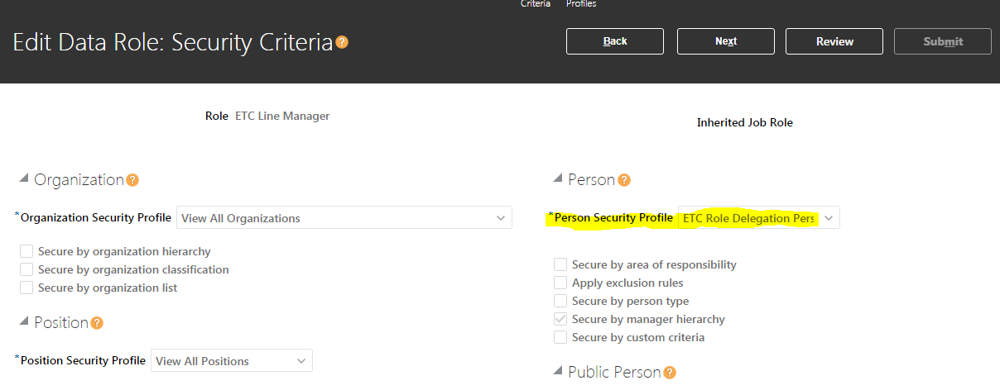 Criteria Profiles
Edit Data Role: Security Criteria ?
Back Next Review Submit
Role ETC Line Manager
Inherited Job Role
Organization ?
*Organization Security Profile View All Organizations
Secure by organization hierarchy
Secure by organization classification
Secure by organization list
Position ?
*Position Security Profile View All Positions
Person ?
*Person Security Profile ETC Role Delegation Pers
Secure by area of responsibility
Apply exclusion rules
Secure by person type
Secure by manager hierarchy
Secure by custom criteria
Public Person ?